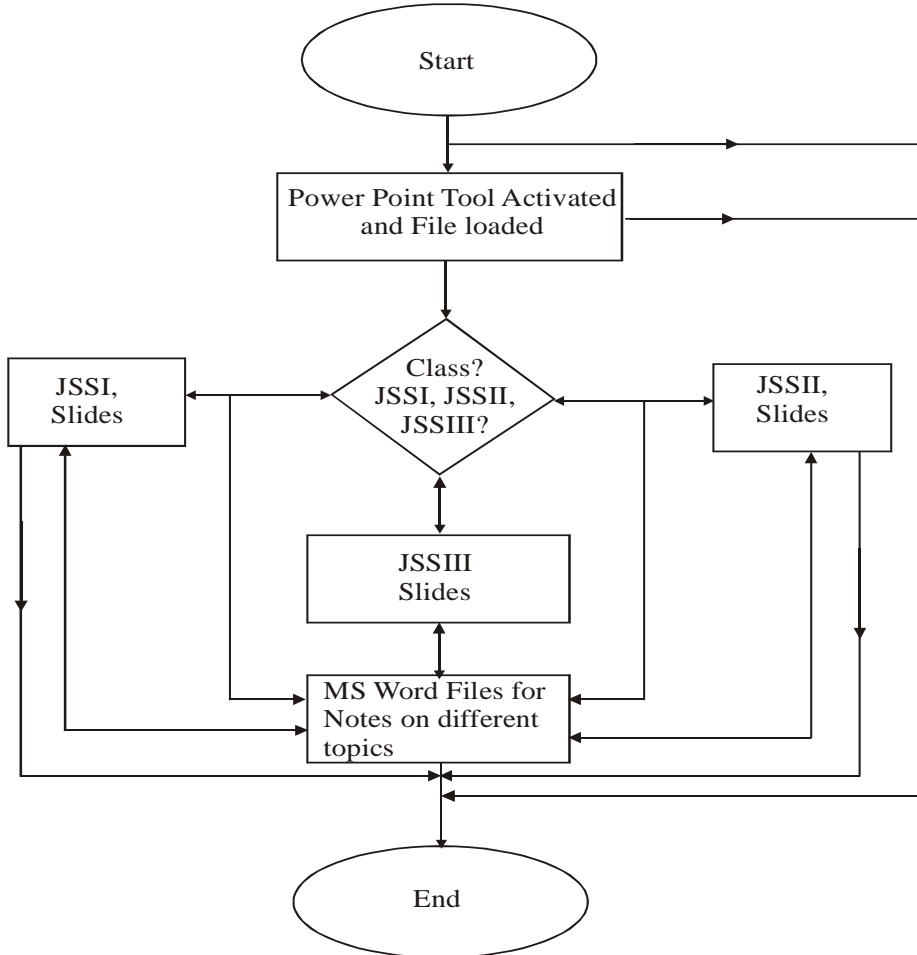 Start
Power Point Tool Activated
and File loaded
Class?
JSSI, JSSII,
JSSIII?
JSSI,
Slides
JSSII,
Slides
JSSIII
Slides
MS Word Files for
Notes on different
topics
End